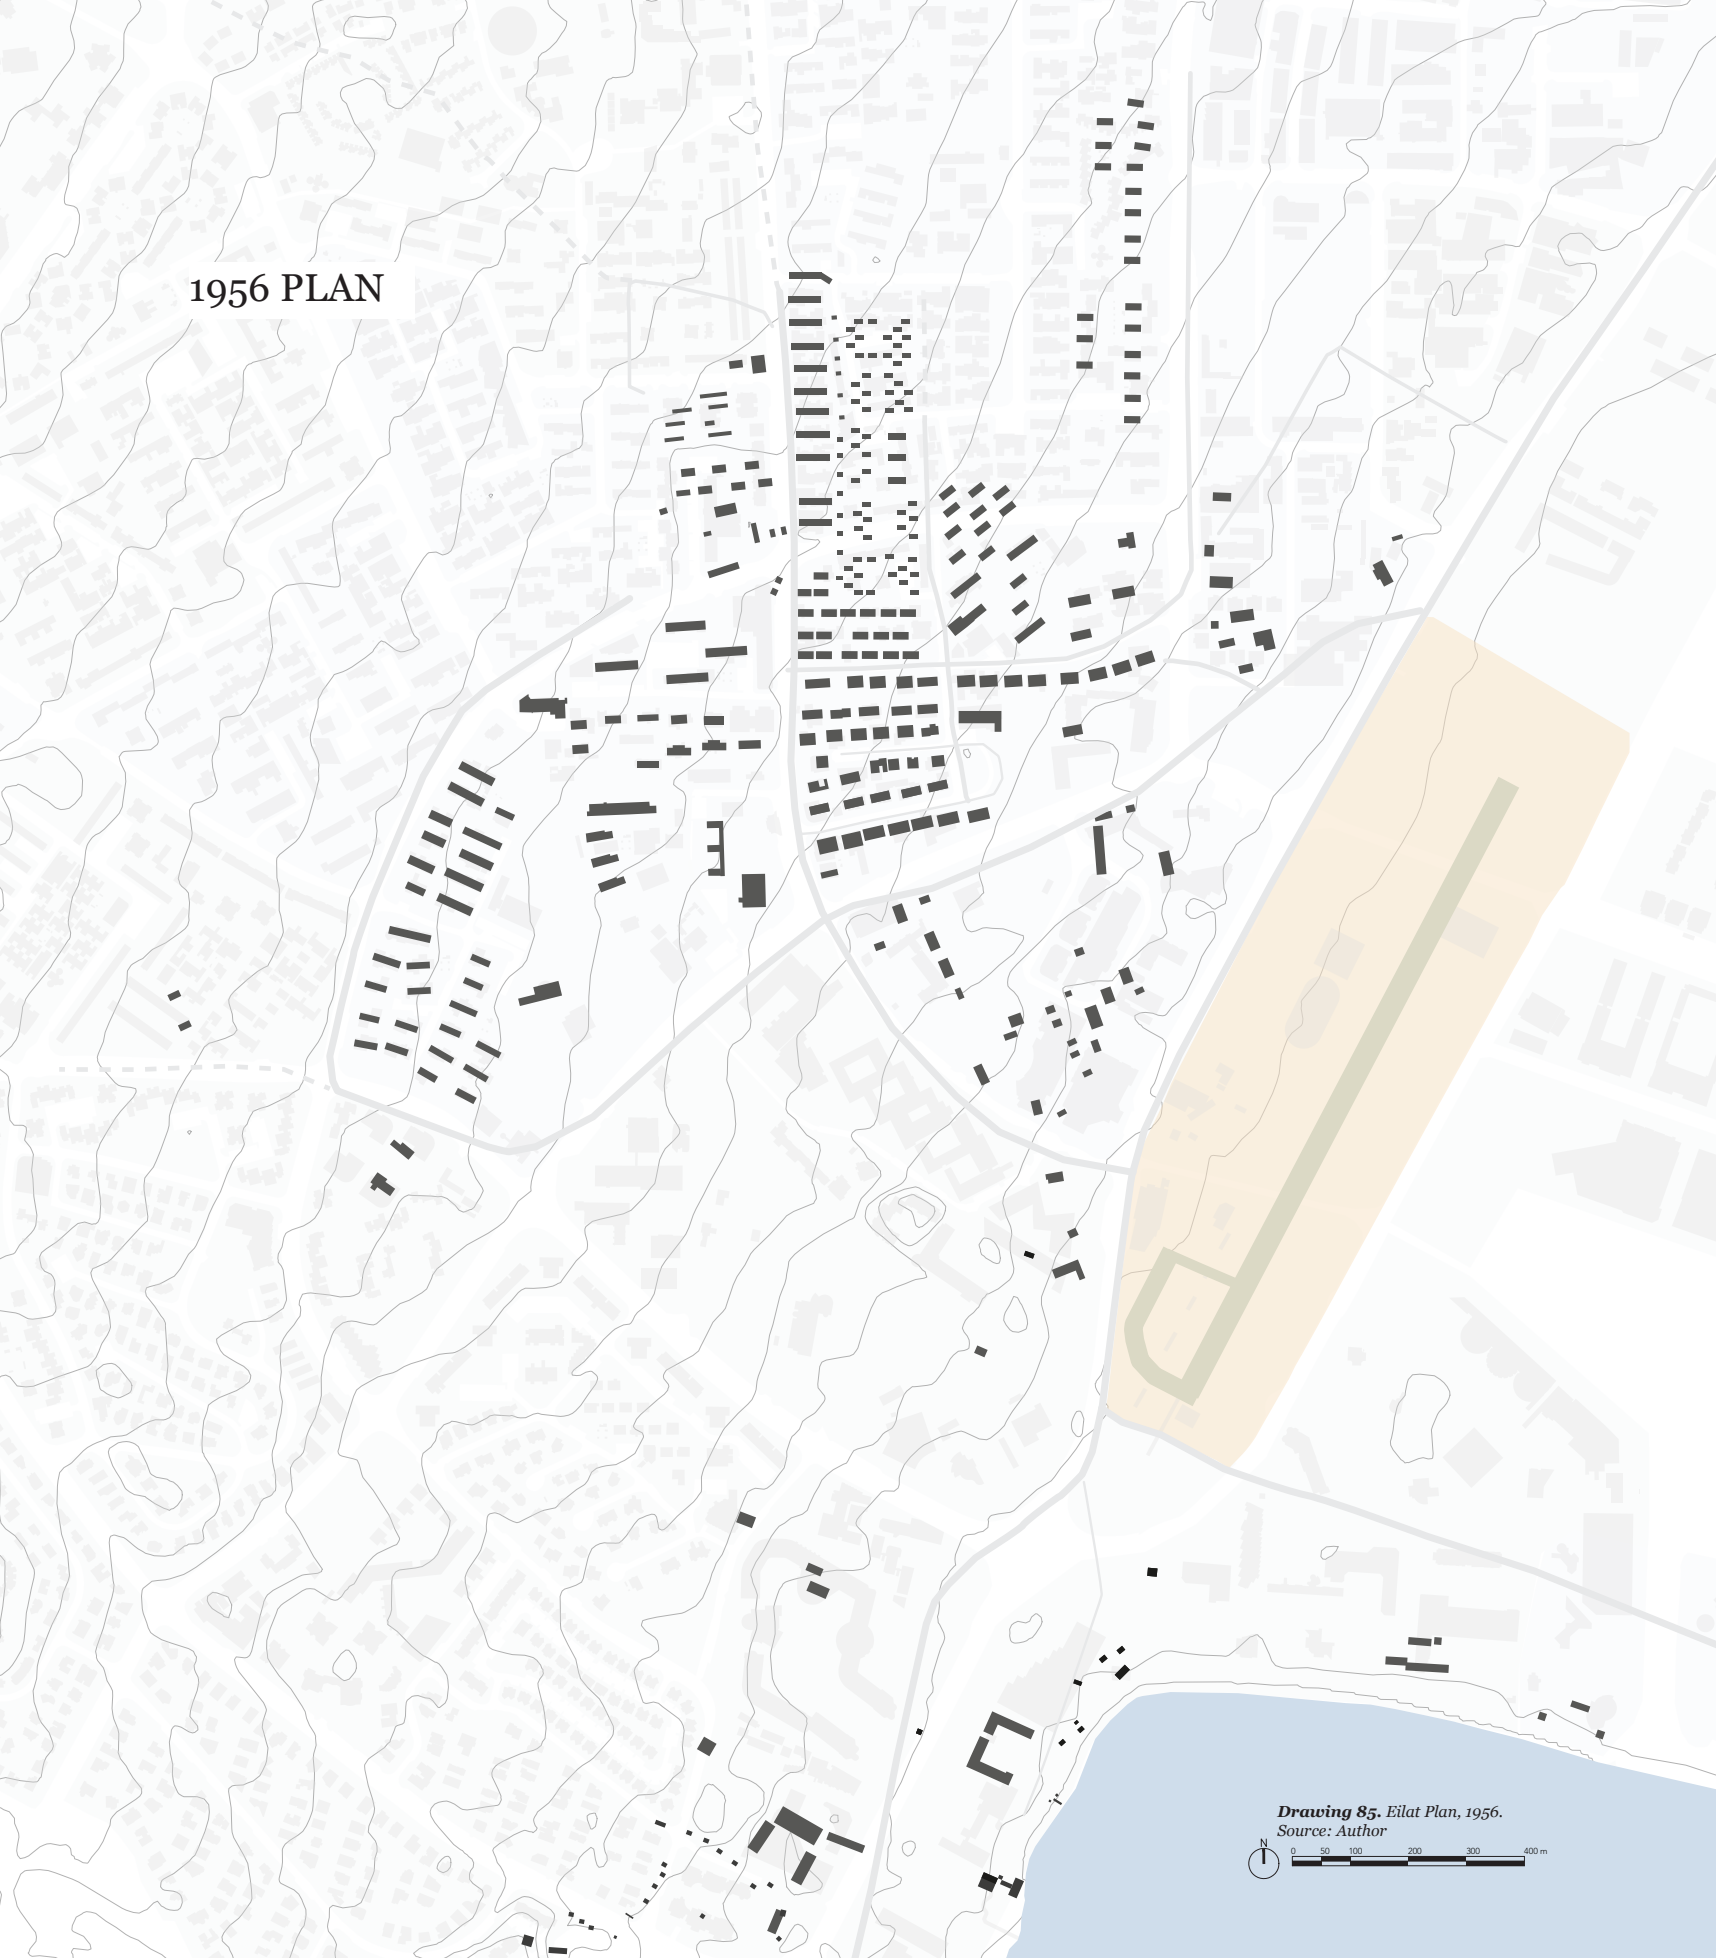 1956 PLAN
Drawing 85. Eilat Plan, 1956.
Source: Author
N
0 50 100 200 300 400 m